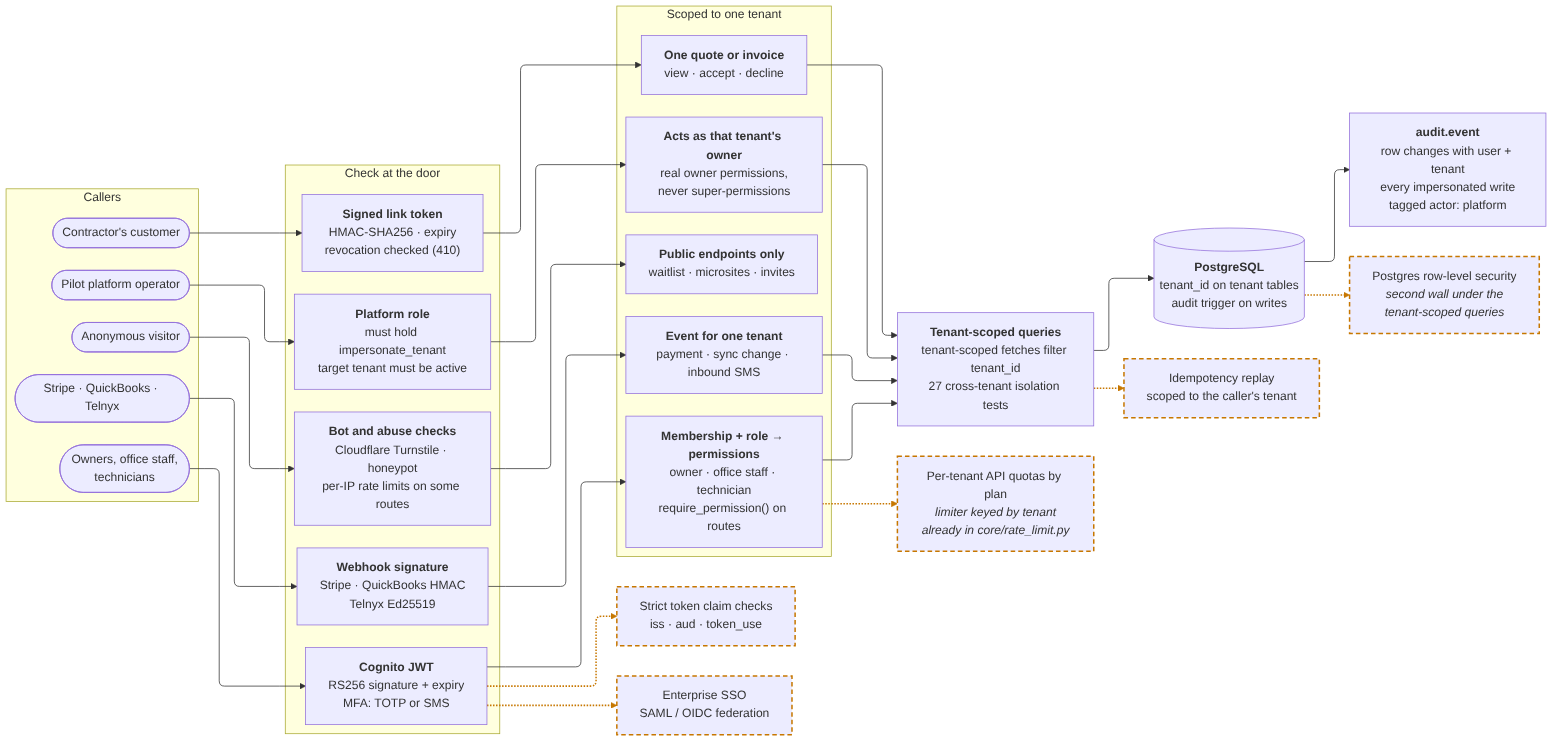 Callers
Contractor's customer
Pilot platform operator
Anonymous visitor
Stripe · QuickBooks ·
Telnyx
Owners, office staff,
technicians
Check at the door
Signed link token
HMAC-SHA256 · expiry
revocation checked (410)
Platform role
must hold
impersonate_tenant
target tenant must be active
Bot and abuse checks
Cloudflare Turnstile ·
honeypot
per-IP rate limits on some
routes
Webhook signature
Stripe · QuickBooks HMAC
Telnyx Ed25519
Cognito JWT
RS256 signature + expiry
MFA: TOTP or SMS
Scoped to one tenant
One quote or invoice
view · accept · decline
Acts as that tenant's
owner
real owner permissions,
never super-permissions
Public endpoints only
waitlist · microsites · invites
Event for one tenant
payment · sync change ·
inbound SMS
Membership + role →
permissions
owner · office staff ·
technician
require_permission() on
routes
Strict token claim checks
iss · aud · token_use
Enterprise SSO
SAML / OIDC federation
Tenant-scoped queries
tenant-scoped fetches filter
tenant_id
27 cross-tenant isolation
tests
Per-tenant API quotas by
plan
limiter keyed by tenant
already in core/rate_limit.py
PostgreSQL
tenant_id on tenant tables
audit trigger on writes
Idempotency replay
scoped to the caller's tenant
audit.event
row changes with user +
tenant
every impersonated write
tagged actor: platform
Postgres row-level security
second wall under the
tenant-scoped queries